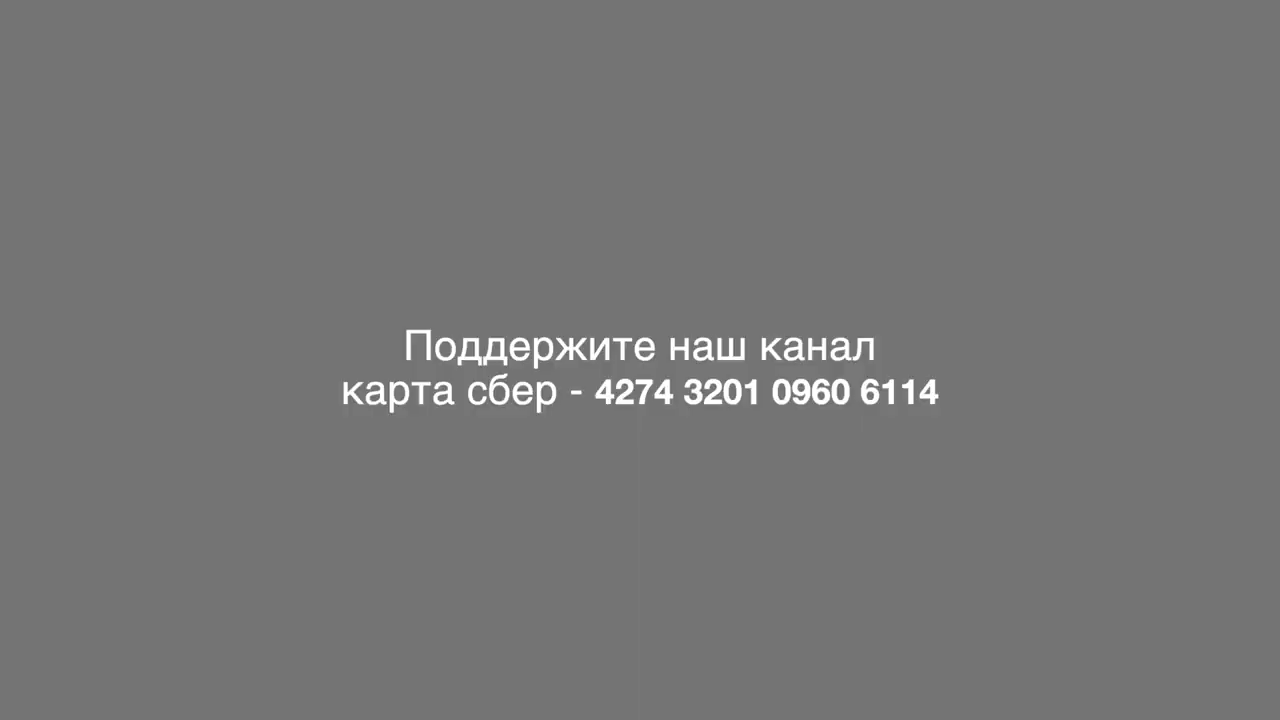 Поддержите наш канал
карта сбер - 4274 3201 0960 6114